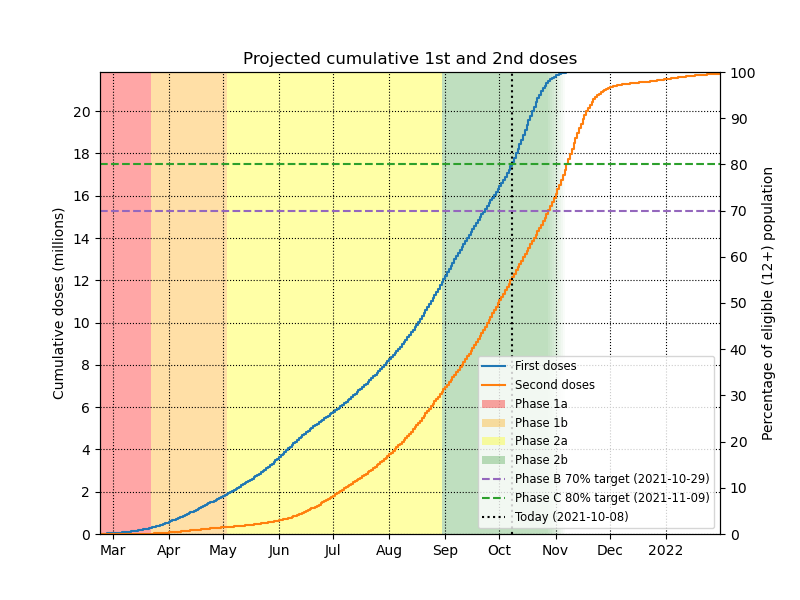 Projected cumulative 1st and 2nd doses
Cumulative doses (millions)
20
18
16
14
12
10
8
6
4
2
0
100
90
80
70
60
50
40
30
20
10
0
Percentage of eligible (12+) population
First doses
Second doses
Phase 1a
Phase 1b
Phase 2a
Phase 2b
Phase B 70% target (2021-10-29)
Phase C 80% target (2021-11-09)
Today (2021-10-08)
Mar Apr May Jun Jul Aug Sep Oct Nov Dec 2022